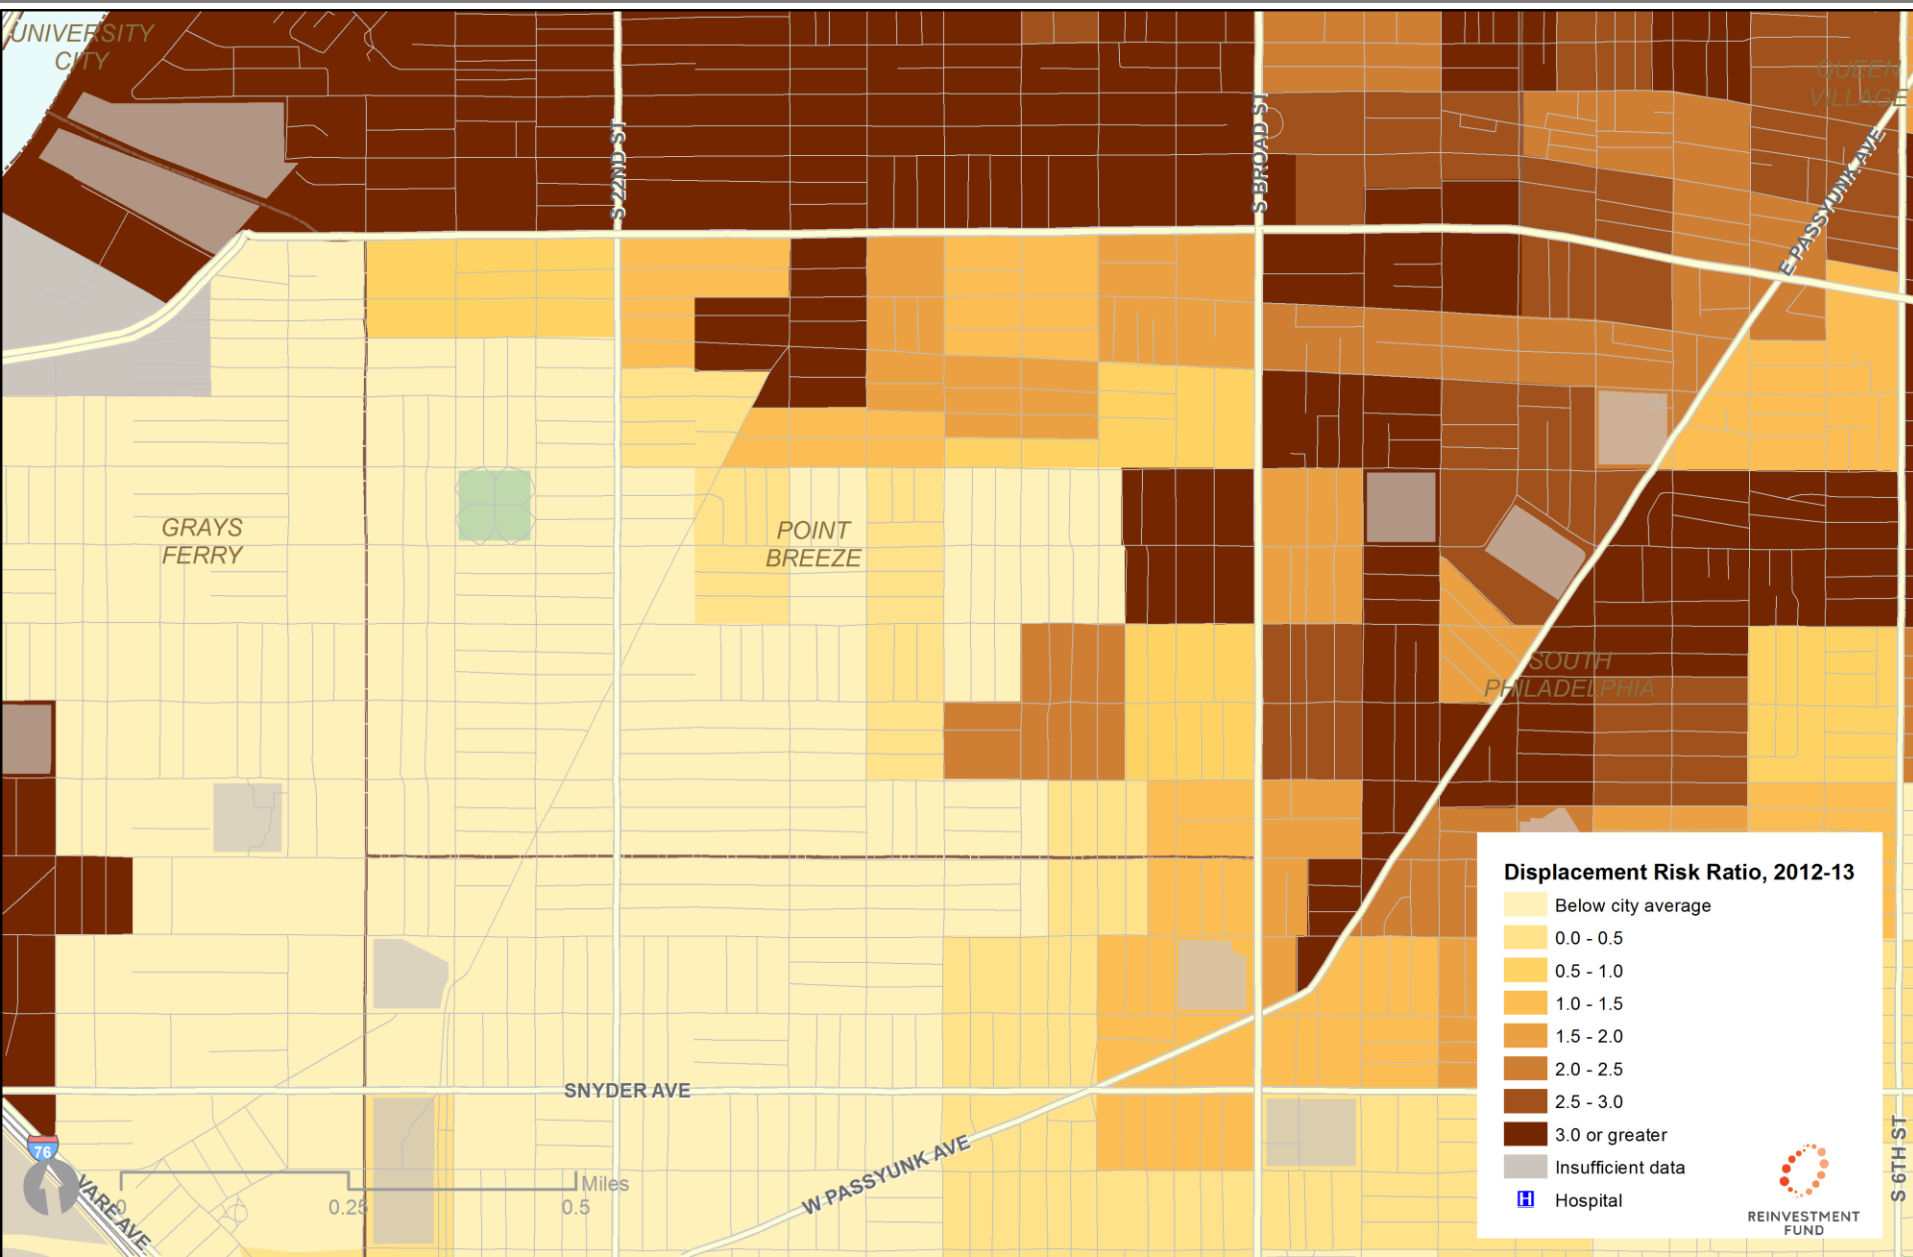 UNIVERSITY
CITY
QUEEN
VILLAGE
S 22ND ST
S BROAD ST
E PASSYUNK AVE
GRAYS
FERRY
POINT
BREEZE
SOUTH
PHILADELPHIA
SNYDER AVE
W PASSYUNK AVE
S 6TH ST
76
VARE AVE
0
0.25
0.5
Miles
Displacement Risk Ratio, 2012-13
Below city average
0.0 - 0.5
0.5 - 1.0
1.0 - 1.5
1.5 - 2.0
2.0 - 2.5
2.5 - 3.0
3.0 or greater
Insufficient data
H
Hospital
REINVESTMENT
FUND